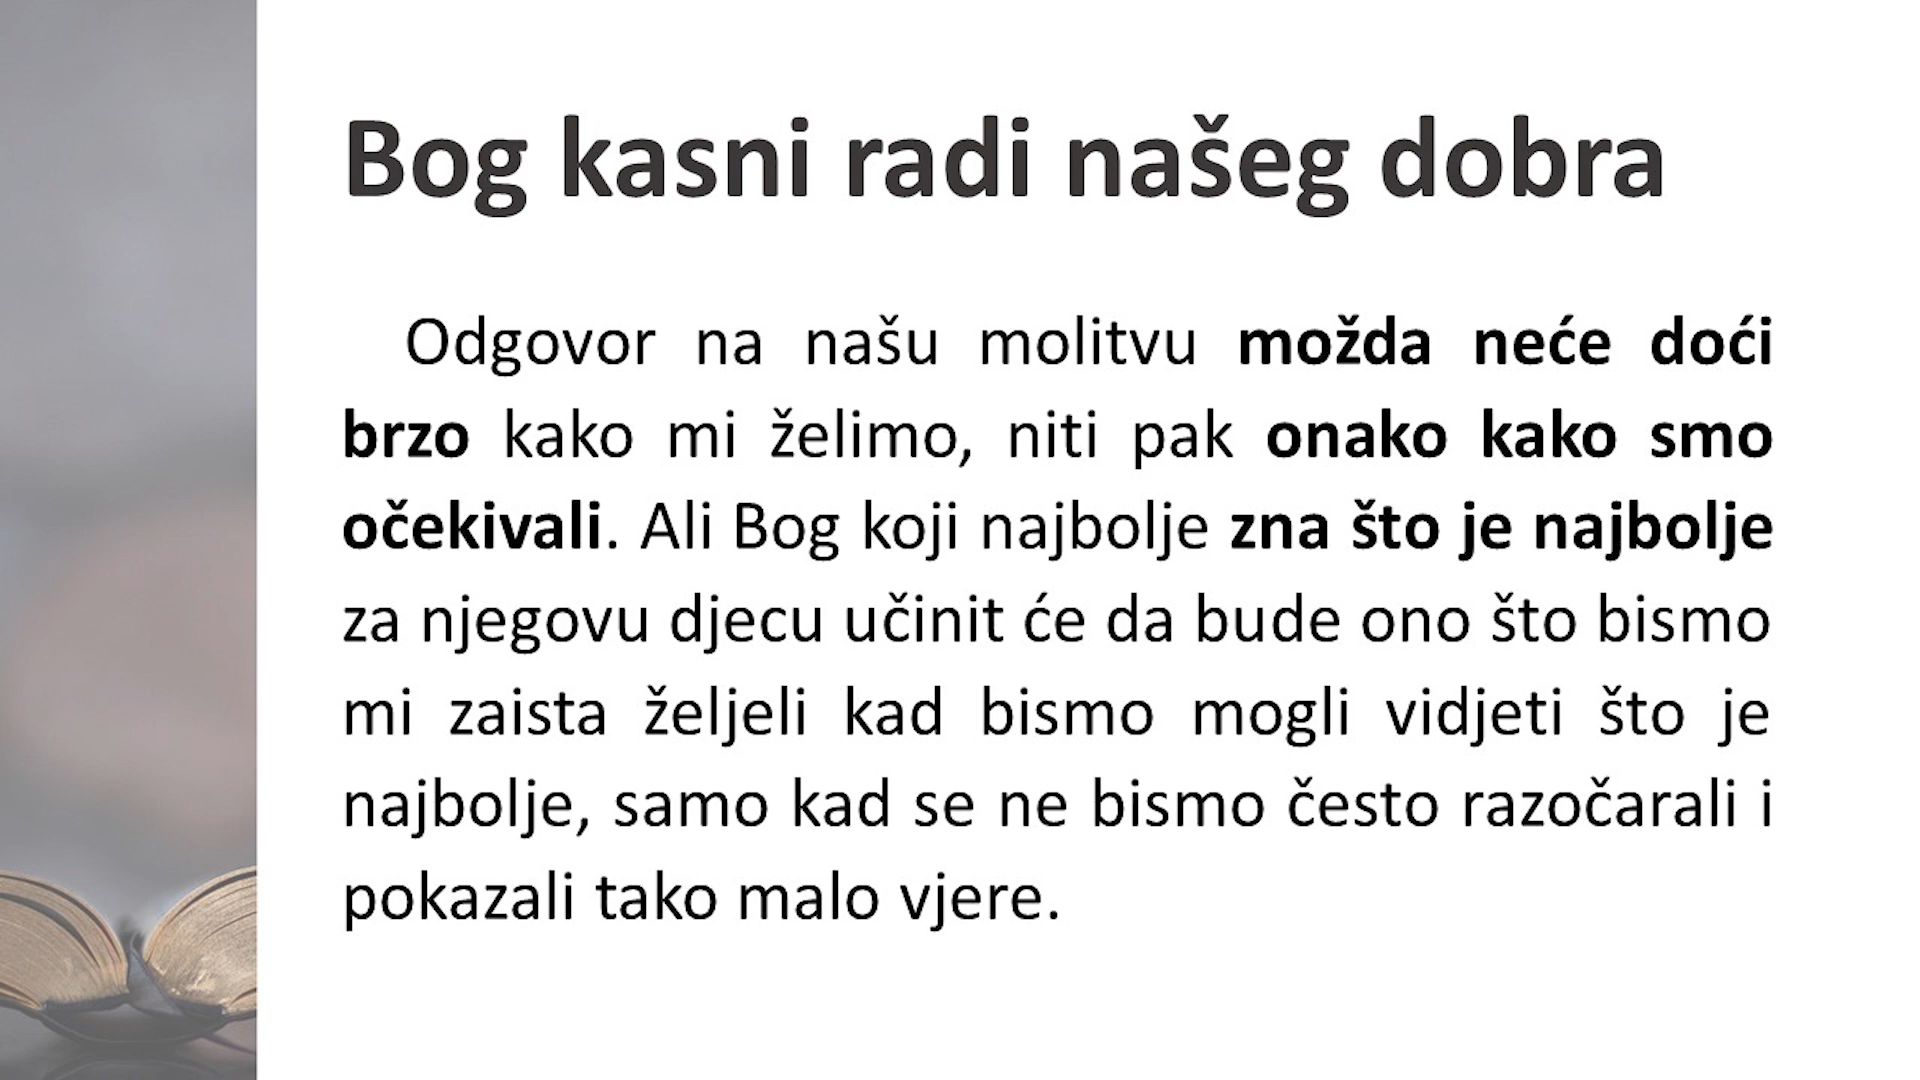 Bog kasni radi našeg dobra
Odgovor na našu molitvu možda neće doći
brzo kako mi želimo, niti pak onako kako smo
očekivali. Ali Bog koji najbolje zna što je najbolje
za njegovu djecu učinit će da bude ono što bismo
mi zaista željeli kad bismo mogli vidjeti što je
najbolje, samo kad se ne bismo često razočarali i
pokazali tako malo vjere.